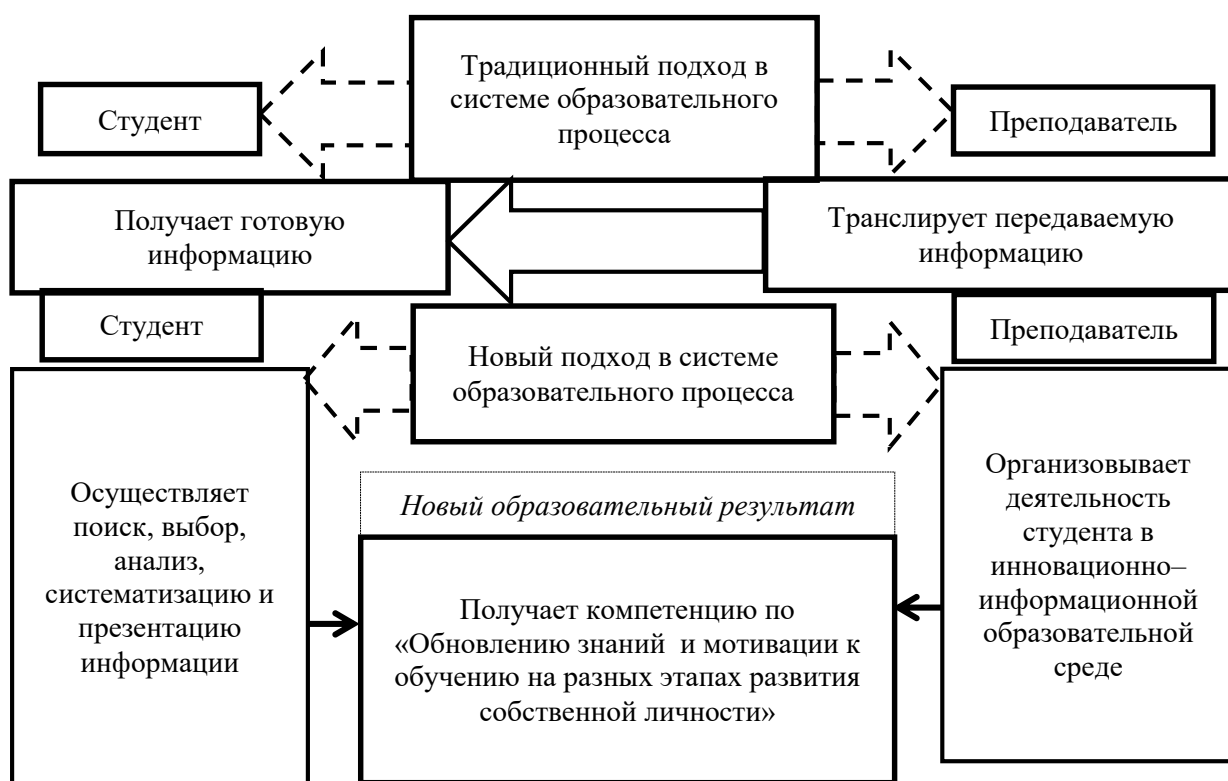 Традиционный подход в
системе образовательного
процесса
Студент
Преподаватель
Получает готовую
информацию
Транслирует передаваемую
информацию
Студент
Преподаватель
Новый подход в системе
образовательного процесса
Осуществляет
поиск, выбор,
анализ,
систематизацию и
презентацию
информации
Новый образовательный результат
Получает компетенцию по
«Обновлению знаний и мотивации к
обучению на разных этапах развития
собственной личности»
Организовывает
деятельность
студента в
инновационно–
информационной
образовательной
среде